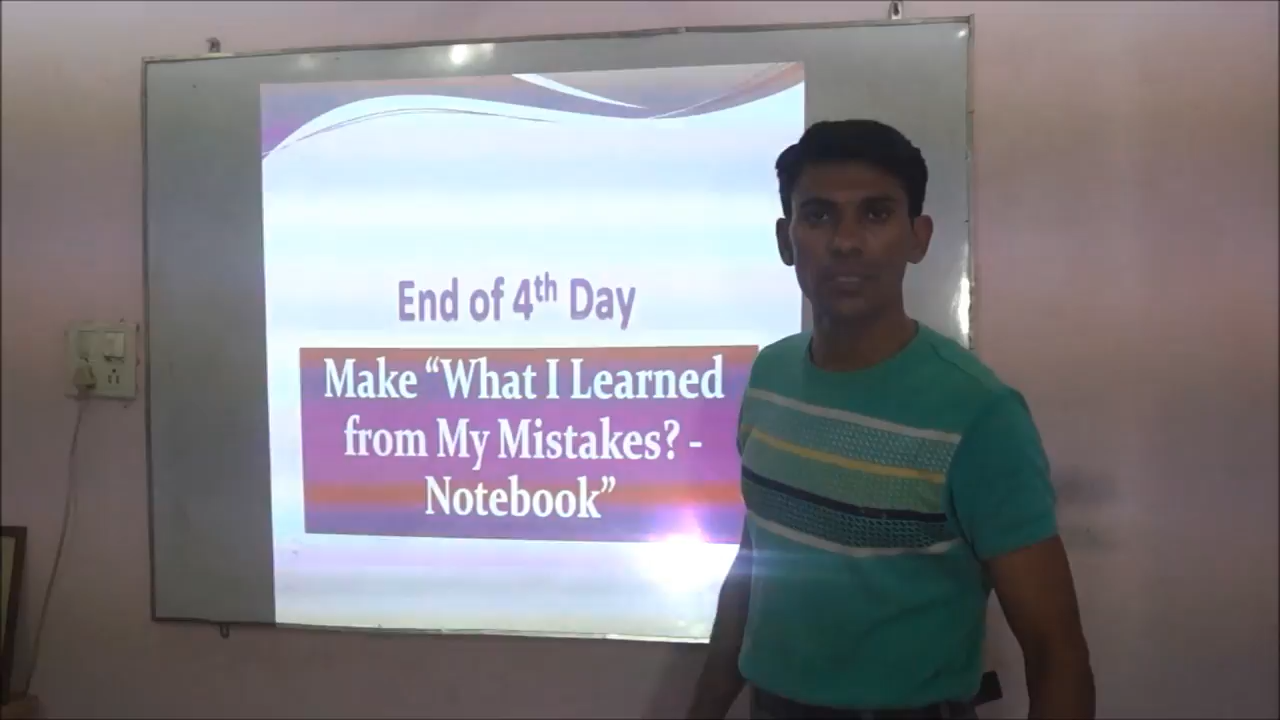 End of 4th Day
Make “What I Learned
from My Mistakes? -
Notebook”